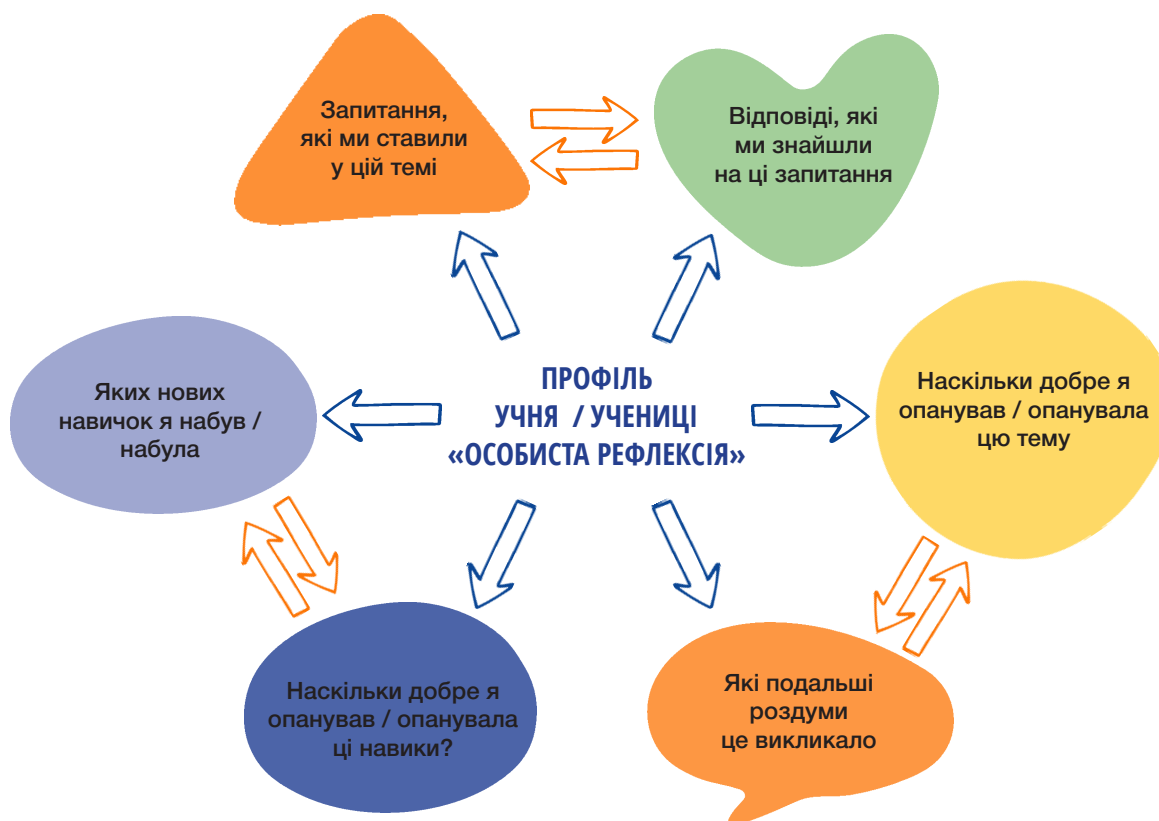 Запитання,
які ми ставили
у цій темі
Відповіді, які
ми знайшли
на ці запитання
Яких нових
навичок я набув /
набула
ПРОФІЛЬ
УЧНЯ / УЧЕНИЦІ
«ОСОБИСТА РЕФЛЕКСІЯ»
Наскільки добре я
опанував / опанувала
цю тему
Наскільки добре я
опанував / опанувала
ці навики?
Які подальші
роздуми
це викликало